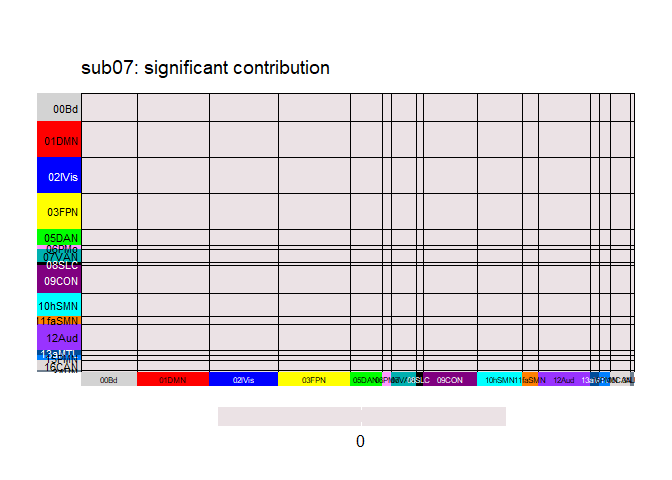 sub07: significant contribution
00Bd
01DMN
02lVis
03FPN
05DAN
06PMo
07VAN
08SLC
09CON
10hSMN
11faSMN
12Aud
16CAN
00Bd 01DMN 02lVis 03FPN 05DAN 08SLC 09CON 10hSMN 11faSMN 12Aud
0